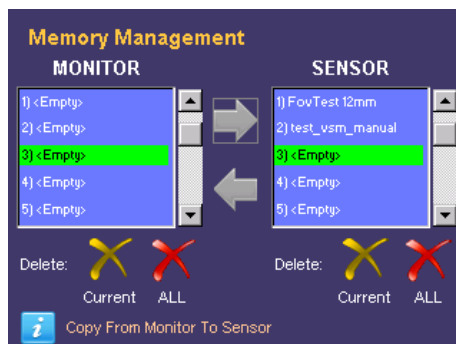 Memory Management
MONITOR
SENSOR
1) <Empty>
2) <Empty>
3) <Empty>
4) <Empty>
5) <Empty>
1) FovTest 12mm
2) test_vsm_manual
3) <Empty>
4) <Empty>
5) <Empty>
Delete:
Current ALL
Delete:
Current ALL
i Copy From Monitor To Sensor